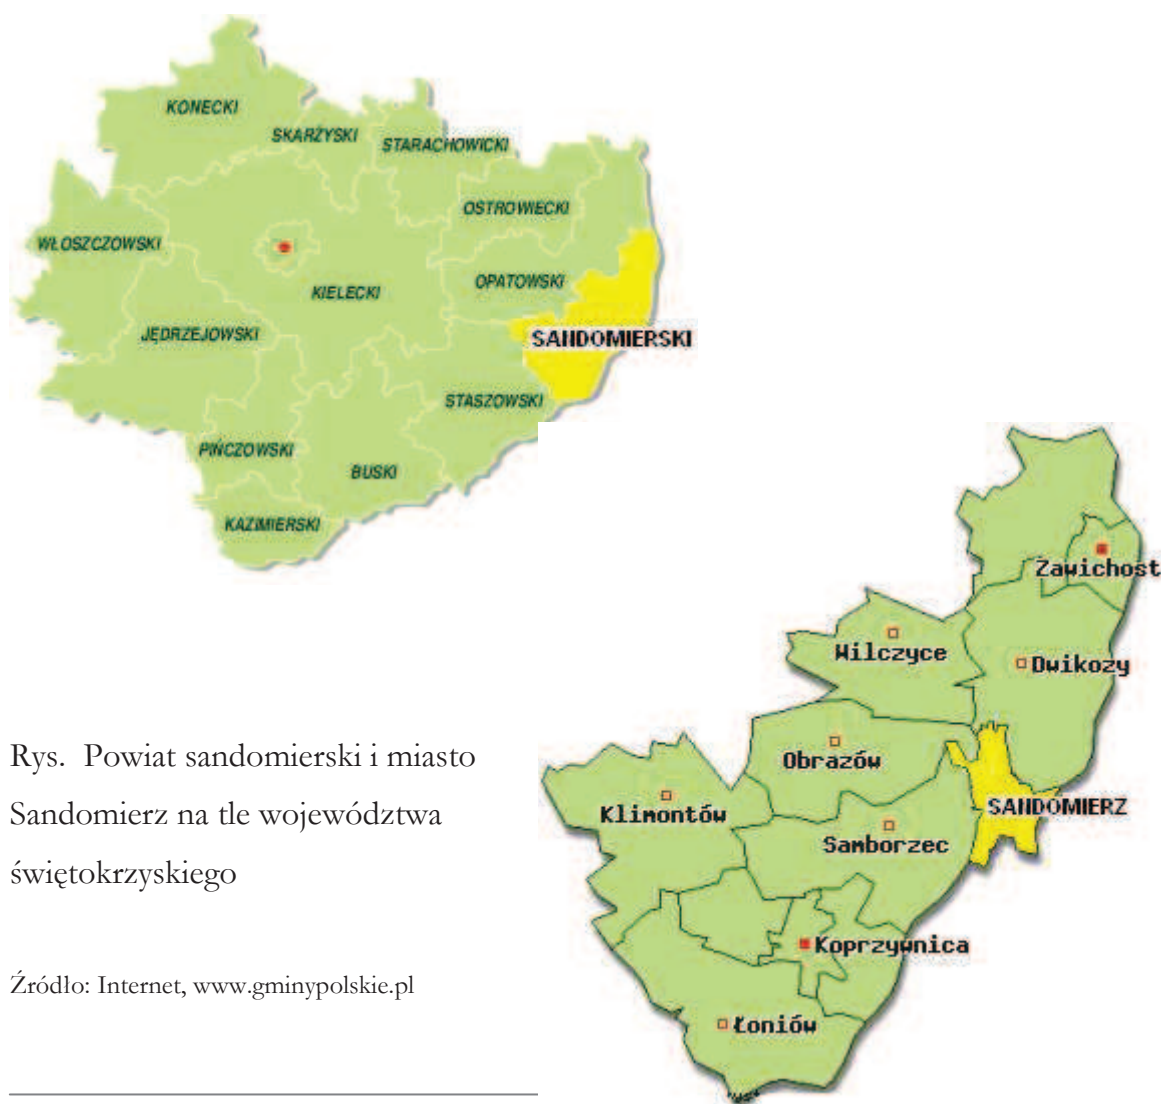 KONECKI
SKARŻYSKI
STARACHOWICKI
OSTROWIECKI
WŁOSZCZOWSKI
OPATOWSKI
KIELECKI
JĘDRZEJOWSKI
SANDOMIERSKI
STASZOWSKI
PIŃCZOWSKI
BUSKI
KAZIMIERSKI
Zawichost
Wilczyce
Dwikozy
Obrazów
SANDOMIERZ
Klimontów
Samborzec
Koprzywnica
Łoniów
Rys. Powiat sandomierski i miasto
Sandomierz na tle województwa
świętokrzyskiego
Źródło: Internet, www.gminypolskie.pl